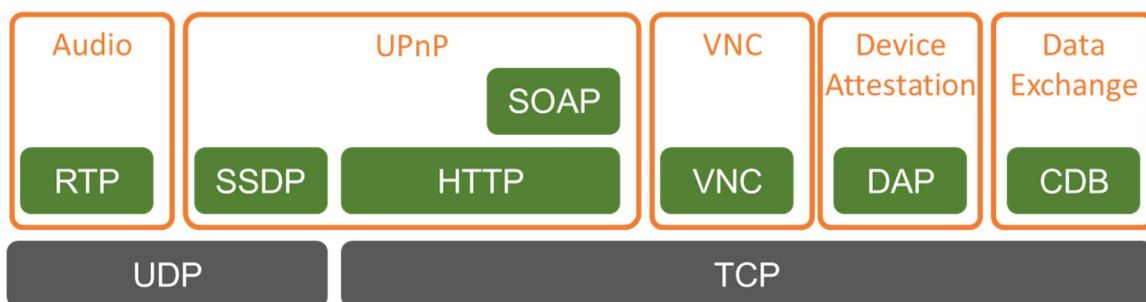 Audio
UPnP
VNC
Device
Attestation
Data
Exchange
SOAP
RTP
SSDP
HTTP
VNC
DAP
CDB
UDP
TCP